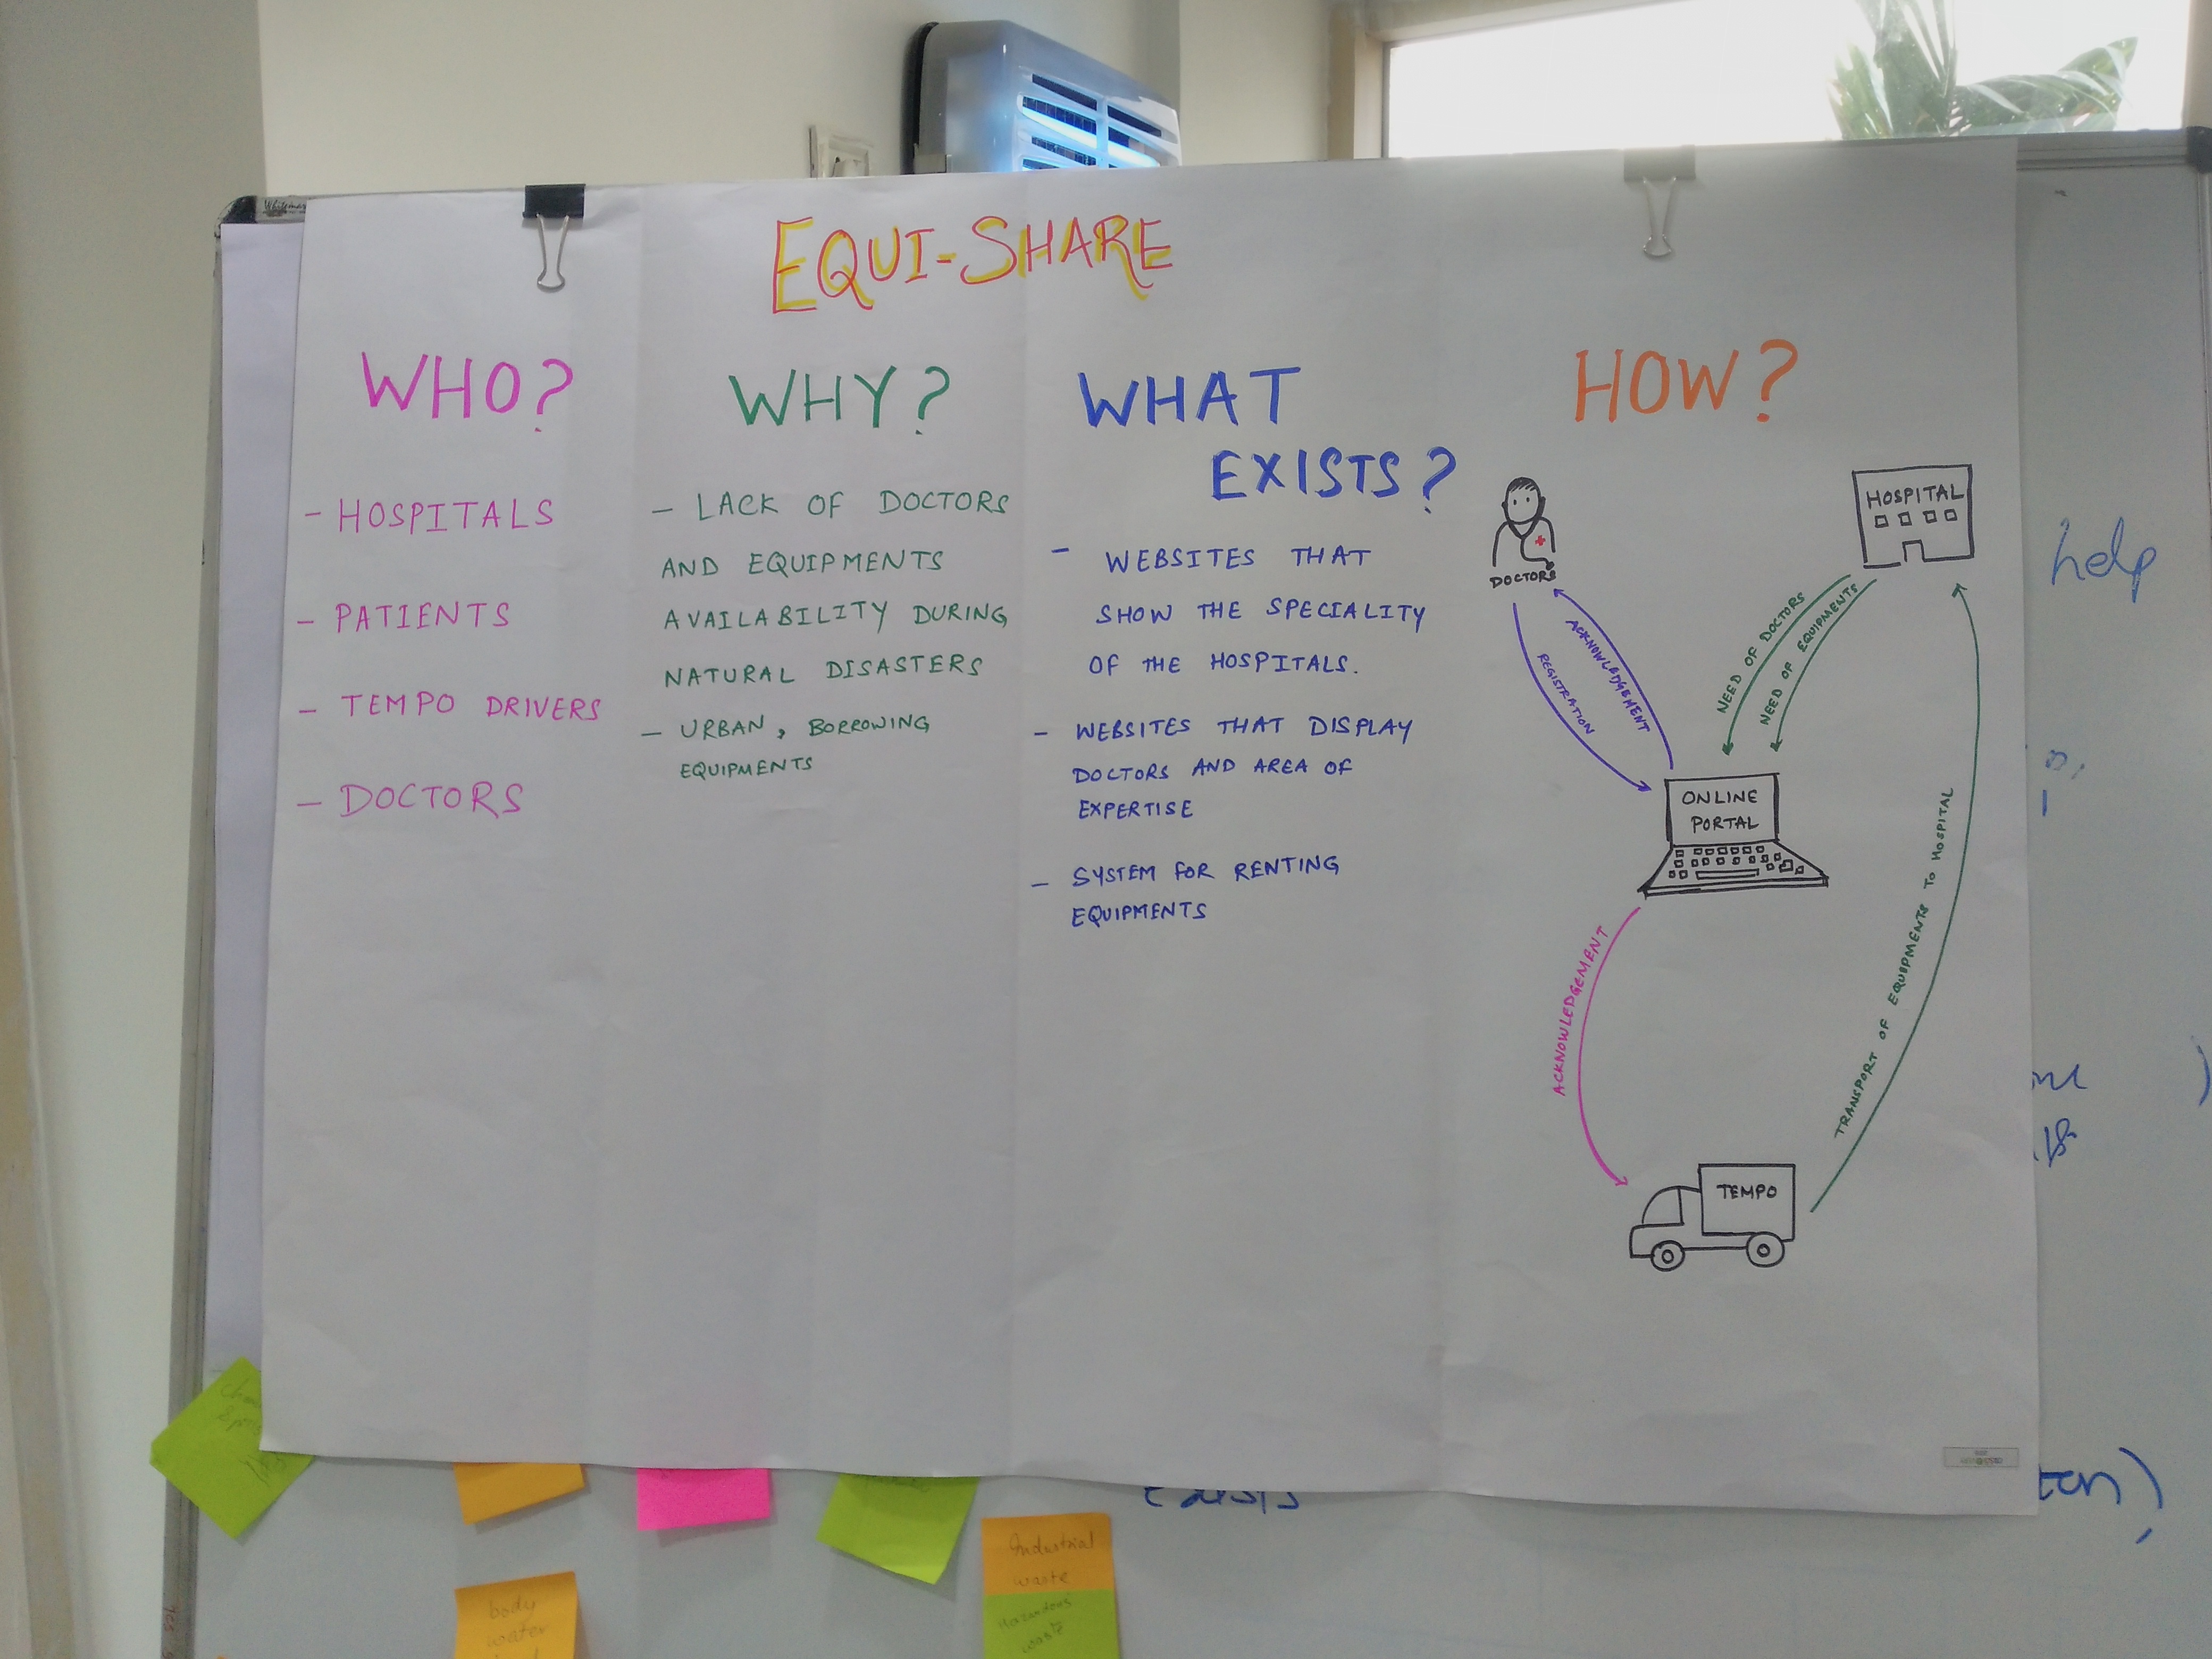 EQUI-SHARE
WHO?
- HOSPITALS
- PATIENTS
- TEMPO DRIVERS
- DOCTORS
WHY?
- LACK OF DOCTORS
AND EQUIPMENTS
AVAILABILITY DURING
NATURAL DISASTERS
- URBAN, BORROWING
EQUIPMENTS
WHAT
EXISTS?
- WEBSITES THAT
SHOW THE SPECIALITY
OF THE HOSPITALS.
- WEBSITES THAT DISPLAY
DOCTORS AND AREA OF
EXPERTISE
- SYSTEM FOR RENTING
EQUIPMENTS
HOW?
DOCTORS
HOSPITAL
ACKNOWLEDGEMENT
REGISTRATION
NEED OF DOCTORS
NEED OF EQUIPMENTS
ONLINE
PORTAL
ACKNOWLEDGEMENT
TRANSPORT OF EQUIPMENTS TO HOSPITAL
TEMPO
help
Industrial
waste
Hazardous
body
water